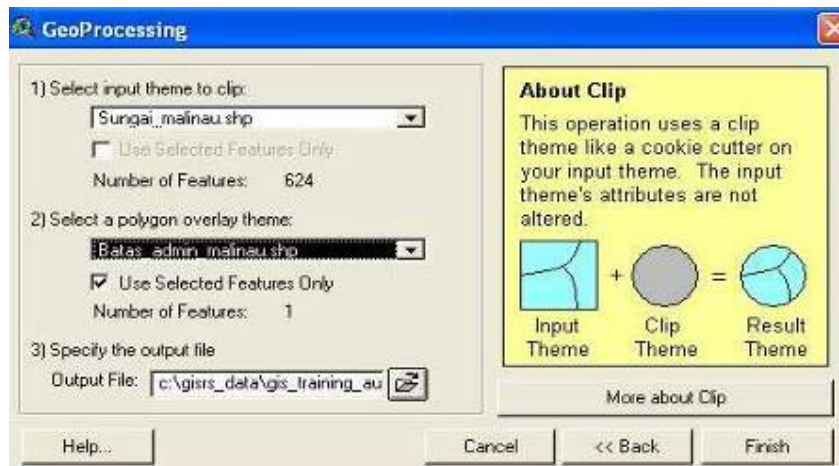 GeoProcessing
1) Select input theme to clip:
Sungai_malinau.shp
Use Selected Features Only
Number of Features: 624
2) Select a polygon overlay theme:
Batas_admin_malinau.shp
Use Selected Features Only
Number of Features: 1
3) Specify the output file
Output File: c:\gisrs_data\gis_training_au
About Clip
This operation uses a clip
theme like a cookie cutter on
your input theme. The input
theme's attributes are not
altered.
+ =
Input Theme
Clip Theme
Result Theme
More about Clip
Help...
Cancel
<< Back
Finish